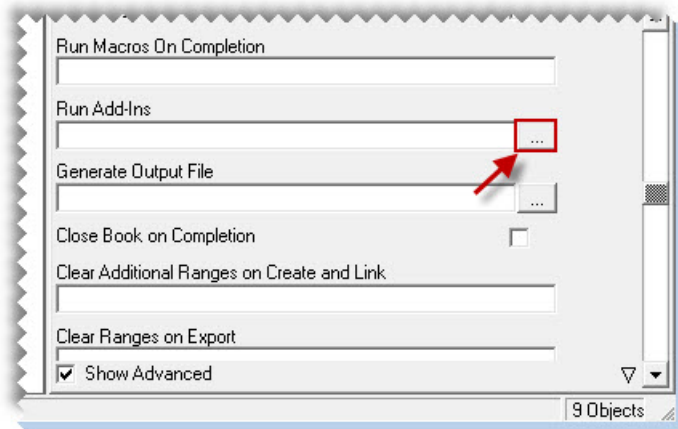 Run Macros On Completion
Run Add-Ins
...
Generate Output File
...
Close Book on Completion
Clear Additional Ranges on Create and Link
Clear Ranges on Export
Show Advanced
9 Objects